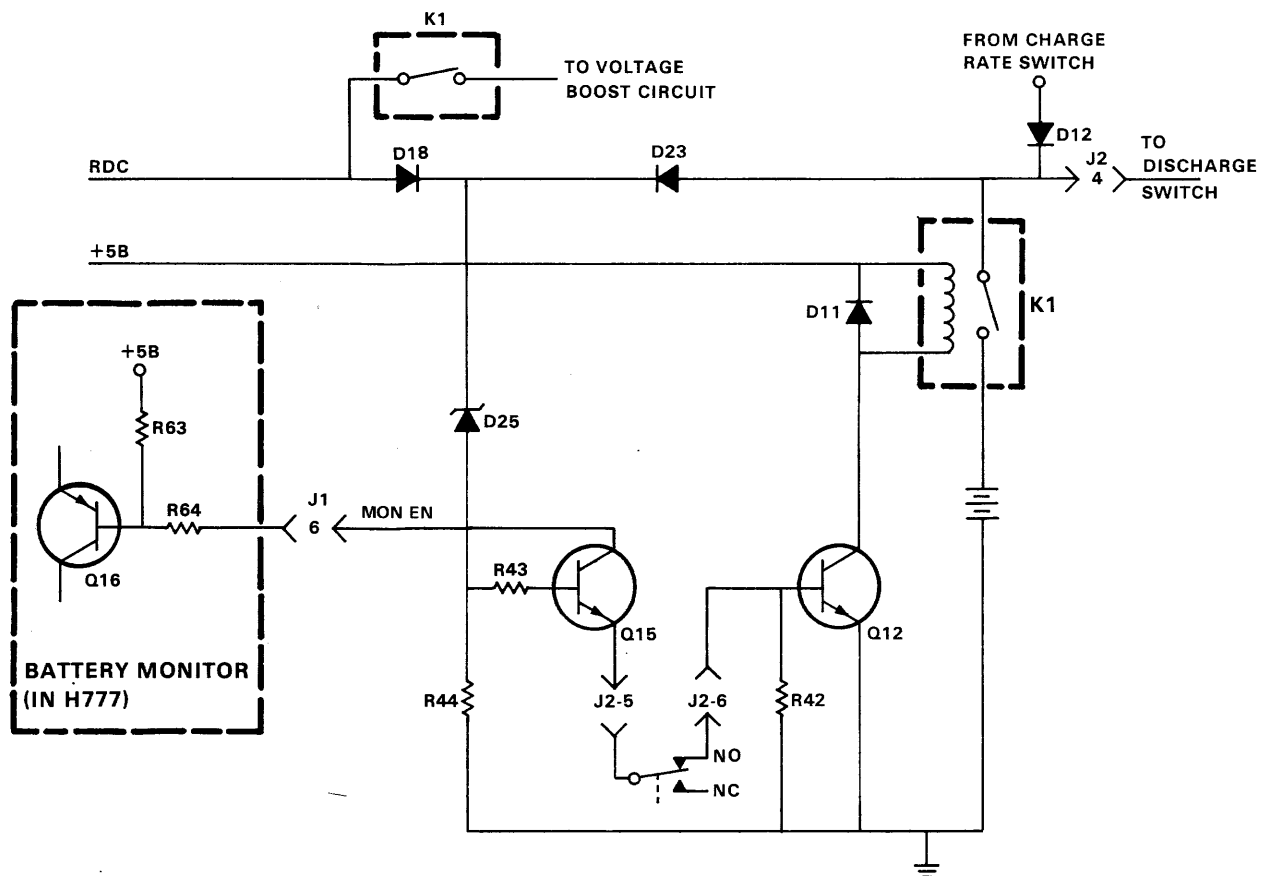 K1
TO VOLTAGE
BOOST CIRCUIT
FROM CHARGE
RATE SWITCH
D12
J2
4
TO
DISCHARGE
SWITCH
RDC
D18
D23
+5B
D11
K1
+5B
R63
D25
R64
J1
6
MON EN
Q16
R43
Q15
Q12
BATTERY MONITOR
(IN H777)
R44
J2-5
J2-6
R42
NO
NC